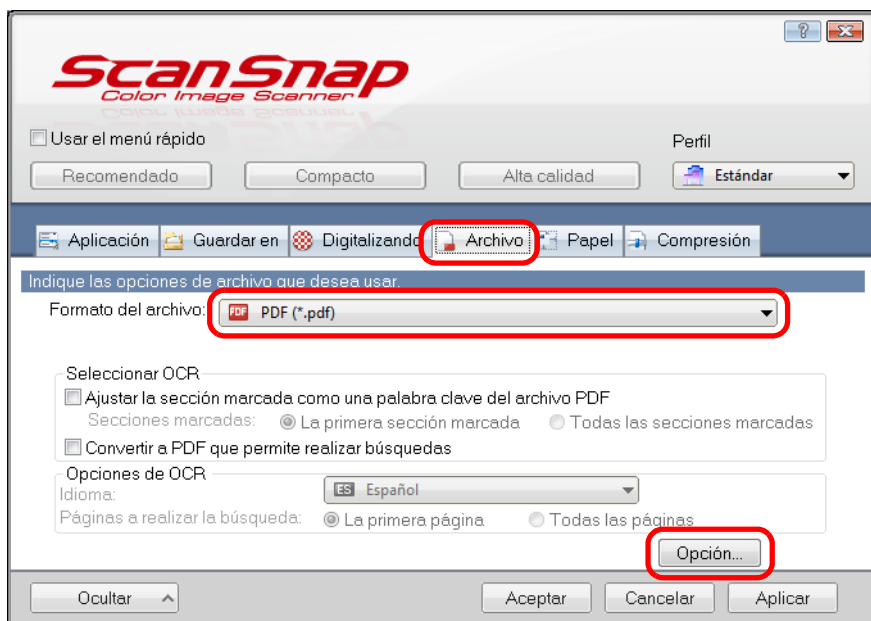 ScanSnap
Color Image Scanner
Usar el menú rápido
Perfil
Recomendado Compacto Alta calidad Estándar
Aplicación Guardar en Digitalizando Archivo Papel Compresión
Indique las opciones de archivo que desea usar.
Formato del archivo: PDF PDF (*.pdf)
Seleccionar OCR
Ajustar la sección marcada como una palabra clave del archivo PDF
Secciones marcadas: La primera sección marcada Todas las secciones marcadas
Convertir a PDF que permite realizar búsquedas
Opciones de OCR
Idioma: ES Español
Páginas a realizar la búsqueda: La primera página Todas las páginas
Opción...
Ocultar Aceptar Cancelar Aplicar